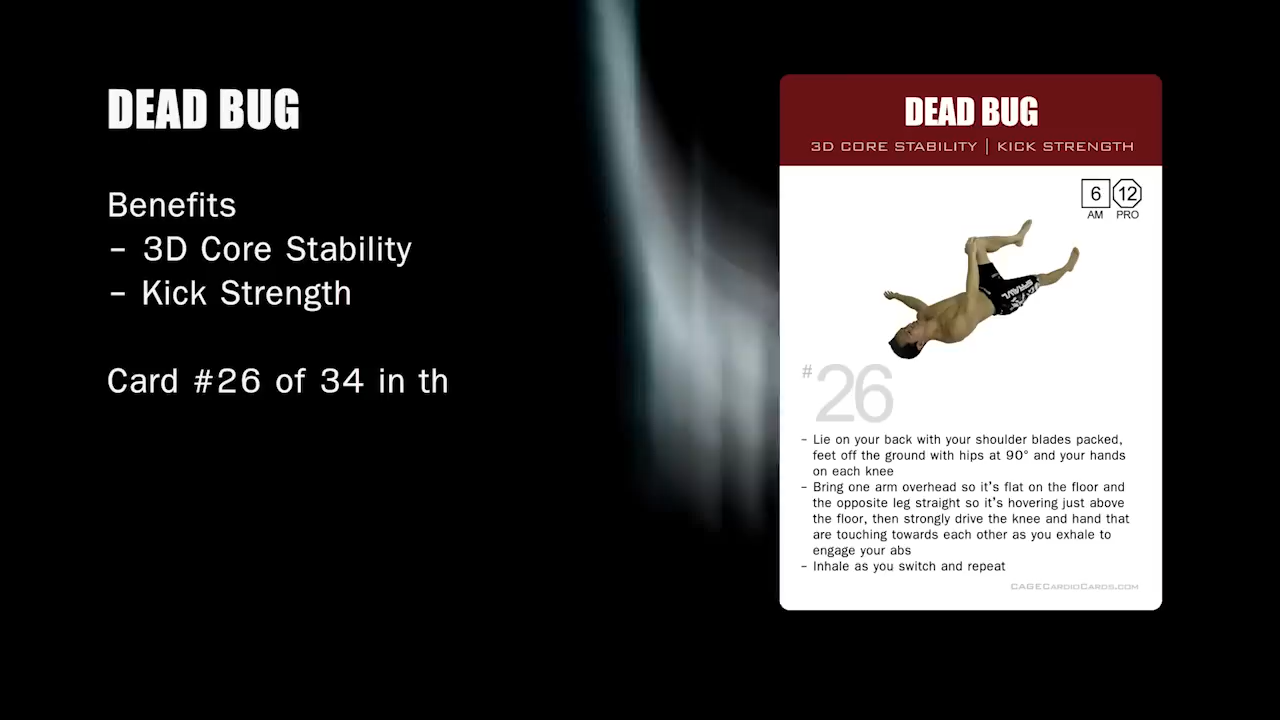 DEAD BUG
Benefits
– 3D Core Stability
– Kick Strength
Card #26 of 34 in th
DEAD BUG
3D CORE STABILITY | KICK STRENGTH
6 12
AM PRO
#26
– Lie on your back with your shoulder blades packed,
feet off the ground with hips at 90° and your hands
on each knee
– Bring one arm overhead so it's flat on the floor and
the opposite leg straight so it's hovering just above
the floor, then strongly drive the knee and hand that
are touching towards each other as you exhale to
engage your abs
– Inhale as you switch and repeat
CAGECardioCards.com